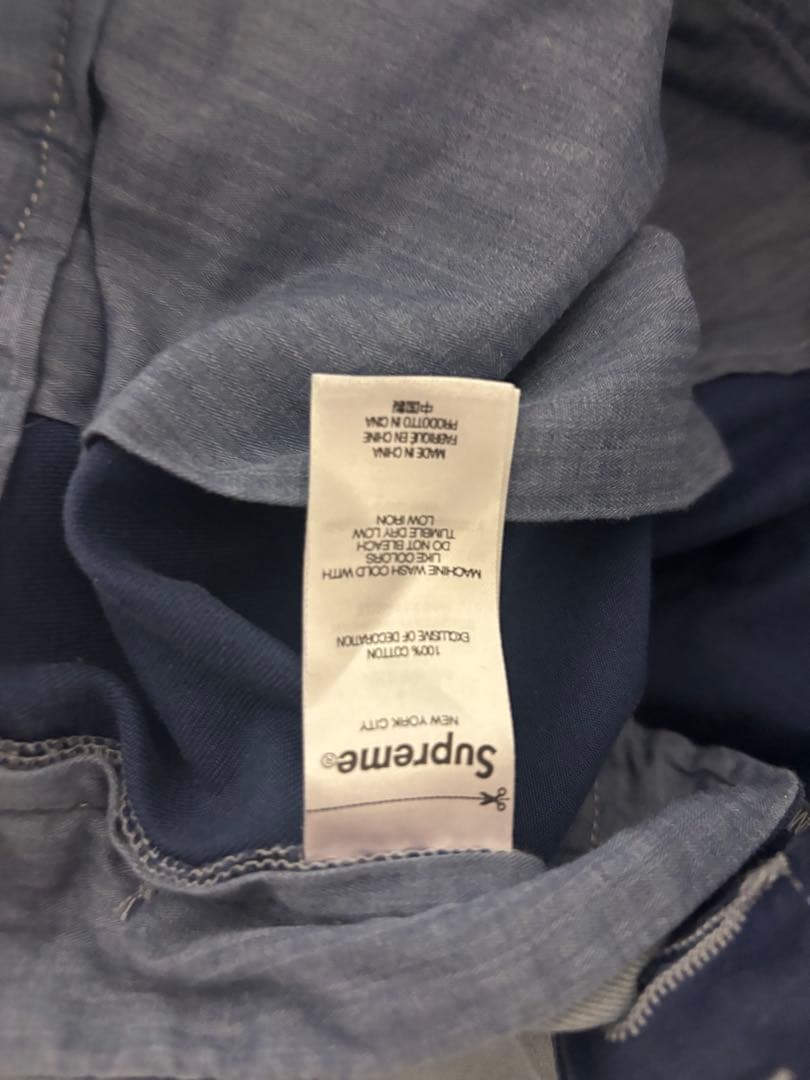 Supreme®
NEW YORK CITY
100% COTTON
EXCLUSIVE OF DECORATION
MACHINE WASH COLD WITH
LIKE COLORS
DO NOT BLEACH
TUMBLE DRY LOW
LOW IRON
MADE IN CHINA
FABRIQUÉ EN CHINE
PRODOTTO IN CINA
中国製